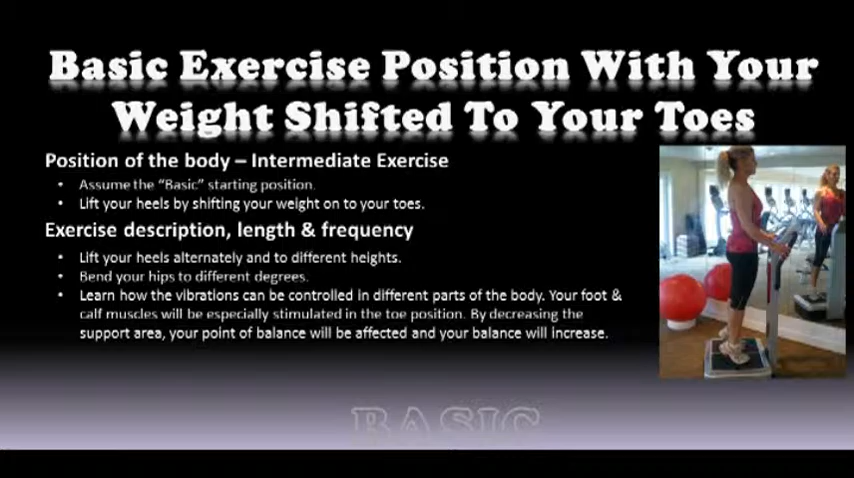 Basic Exercise Position With Your
Weight Shifted To Your Toes
Position of the body – Intermediate Exercise
• Assume the “Basic” starting position.
• Lift your heels by shifting your weight on to your toes.
Exercise description, length & frequency
• Lift your heels alternately and to different heights.
• Bend your hips to different degrees.
• Learn how the vibrations can be controlled in different parts of the body. Your foot &
calf muscles will be especially stimulated in the toe position. By decreasing the
support area, your point of balance will be affected and your balance will increase.
BASIC